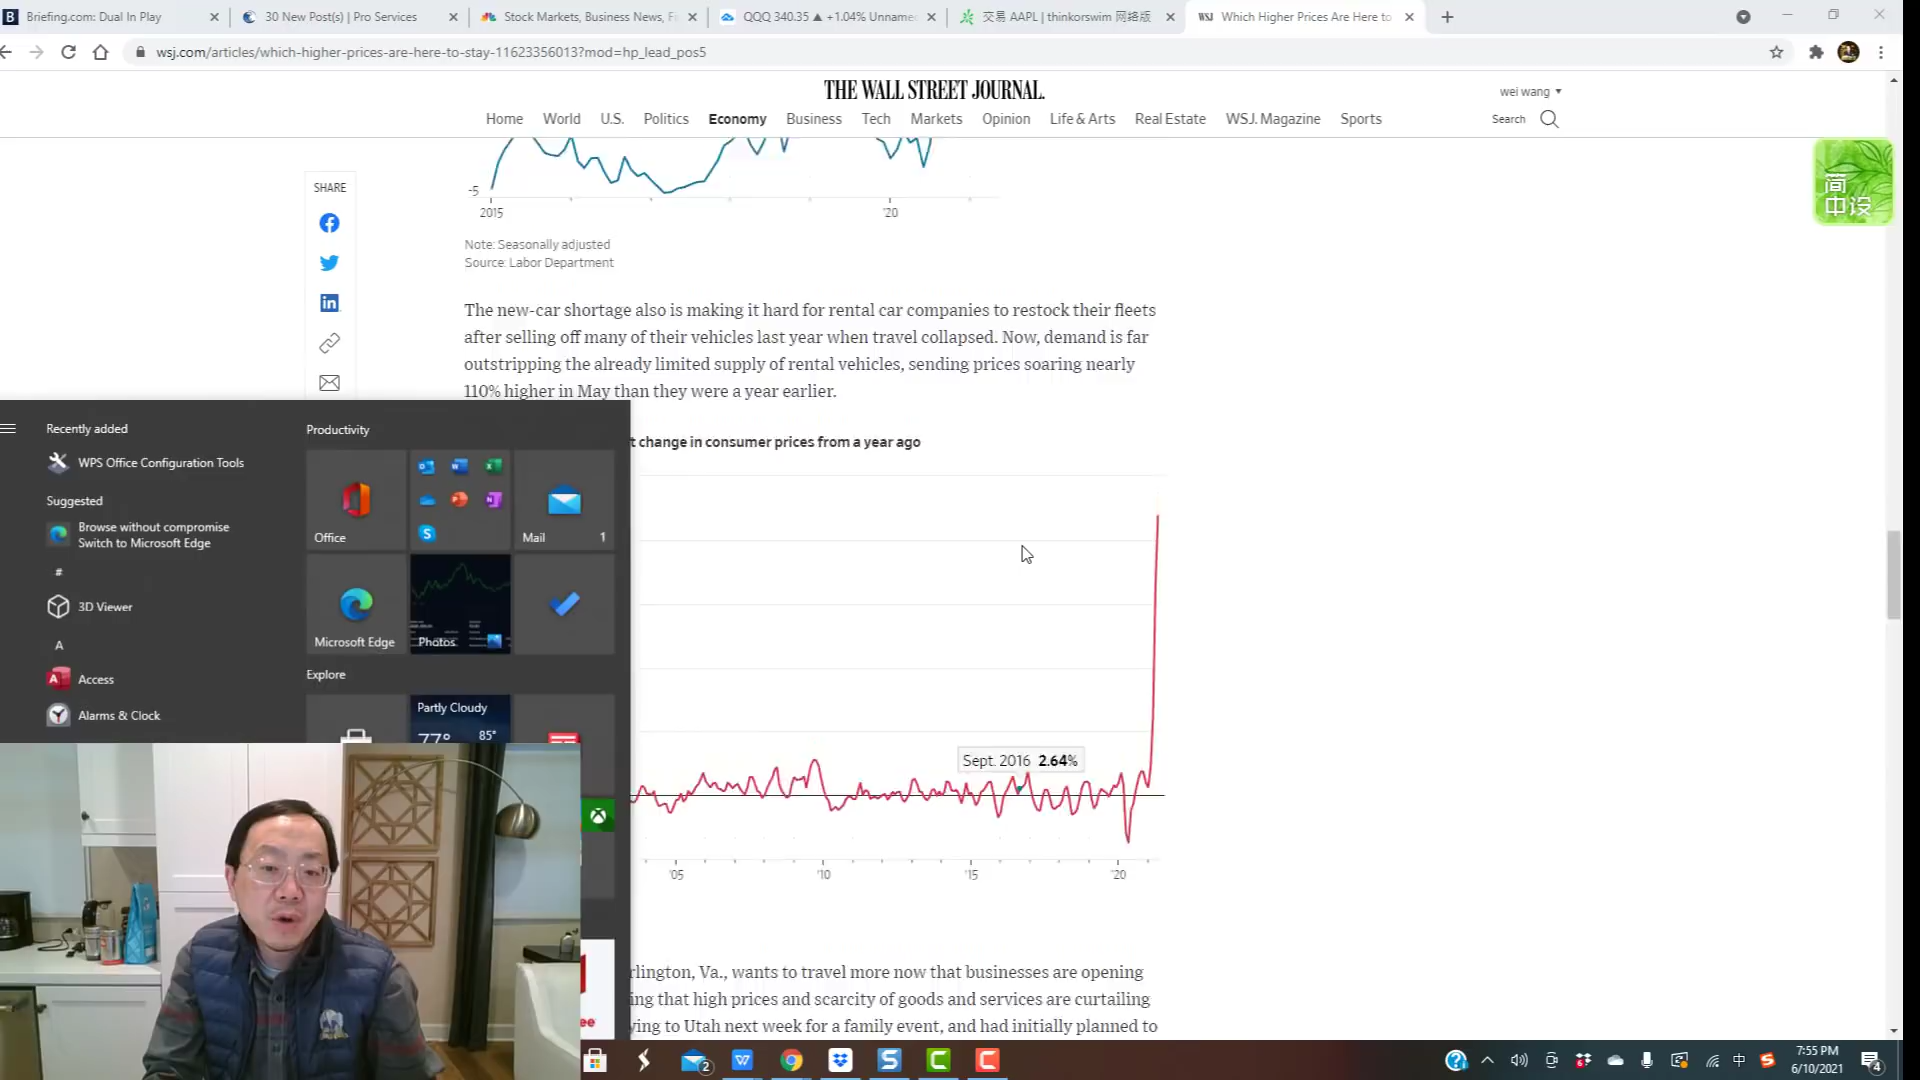 Briefing.com: Dual In Play
30 New Post(s) | Pro Services
Stock Markets, Business News, Fi
QQQ 340.35 ▲ +1.04% Unname
交易 AAPL | thinkorswim 网络版
WSJ Which Higher Prices Are Here to
wsj.com/articles/which-higher-prices-are-here-to-stay-11623356013?mod=hp_lead_pos5
THE WALL STREET JOURNAL.
wei wang
Home World U.S. Politics Economy Business Tech Markets Opinion Life & Arts Real Estate WSJ. Magazine Sports
Search
简
中设
SHARE
-5
2015 '20
Note: Seasonally adjusted
Source: Labor Department
The new-car shortage also is making it hard for rental car companies to restock their fleets
after selling off many of their vehicles last year when travel collapsed. Now, demand is far
outstripping the already limited supply of rental vehicles, sending prices soaring nearly
110% higher in May than they were a year earlier.
t change in consumer prices from a year ago
Recently added
WPS Office Configuration Tools
Suggested
Browse without compromise
Switch to Microsoft Edge
#
3D Viewer
A
Access
Alarms & Clock
Productivity
Office
Mail 1
Microsoft Edge
Photos
Explore
Partly Cloudy
77° 85°
Sept. 2016 2.64%
'05 '10 '15 '20
rlington, Va., wants to travel more now that businesses are opening
ing that high prices and scarcity of goods and services are curtailing
ying to Utah next week for a family event, and had initially planned to
ee
2
中
7:55 PM
6/10/2021
4